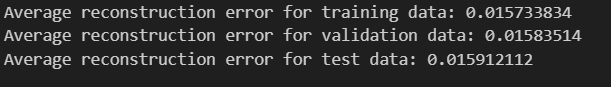 Average reconstruction error for training data: 0.015733834
Average reconstruction error for validation data: 0.01583514
Average reconstruction error for test data: 0.015912112